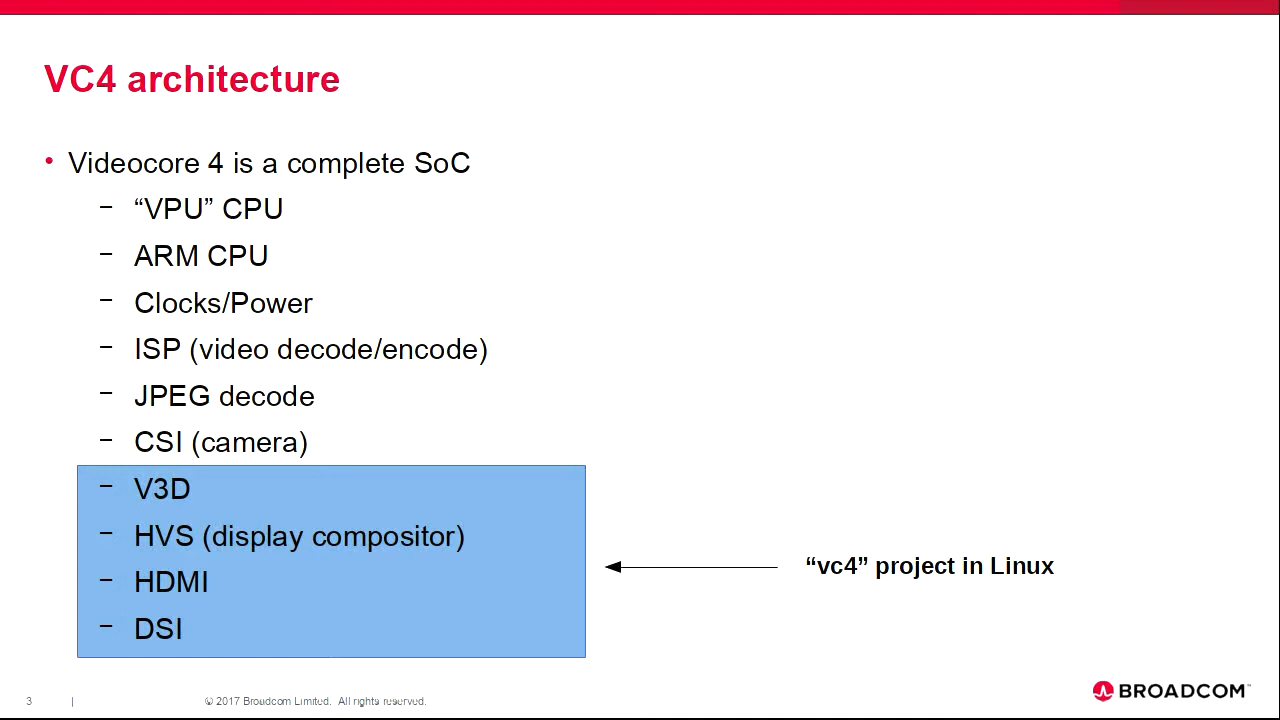 VC4 architecture
• Videocore 4 is a complete SoC
– “VPU” CPU
– ARM CPU
– Clocks/Power
– ISP (video decode/encode)
– JPEG decode
– CSI (camera)
– V3D
– HVS (display compositor)
– HDMI
– DSI
“vc4” project in Linux
3 | © 2017 Broadcom Limited. All rights reserved.
BROADCOM™